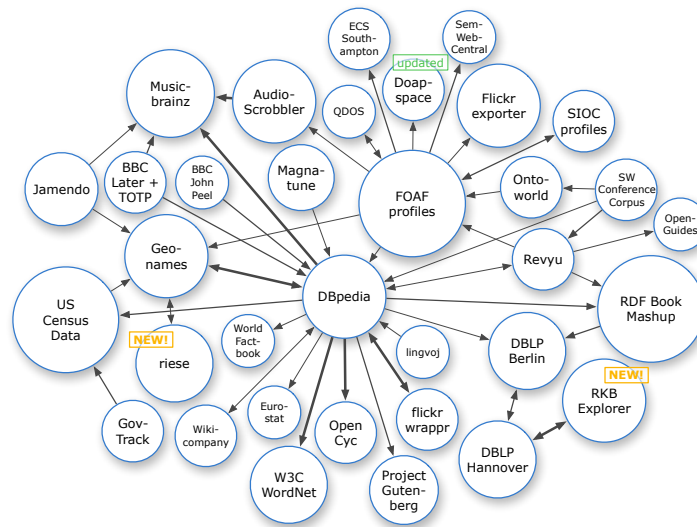 ECS
South-
ampton
Sem-
Web-
Central
updated
Doap-
space
Music-
brainz
Audio-
Scrobbler
QDOS
Flickr
exporter
SIOC
profiles
Jamendo
BBC
Later +
TOTP
BBC
John
Peel
Magna-
tune
FOAF
profiles
Onto-
world
SW
Conference
Corpus
Open-
Guides
Geo-
names
Revyu
US
Census
Data
DBpedia
RDF Book
Mashup
NEW!
riese
World
Fact-
book
lingvoj
DBLP
Berlin
NEW!
RKB
Explorer
Gov-
Track
Wiki-
company
Euro-
stat
Open
Cyc
flickr
wrappr
DBLP
Hannover
W3C
WordNet
Project
Guten-
berg